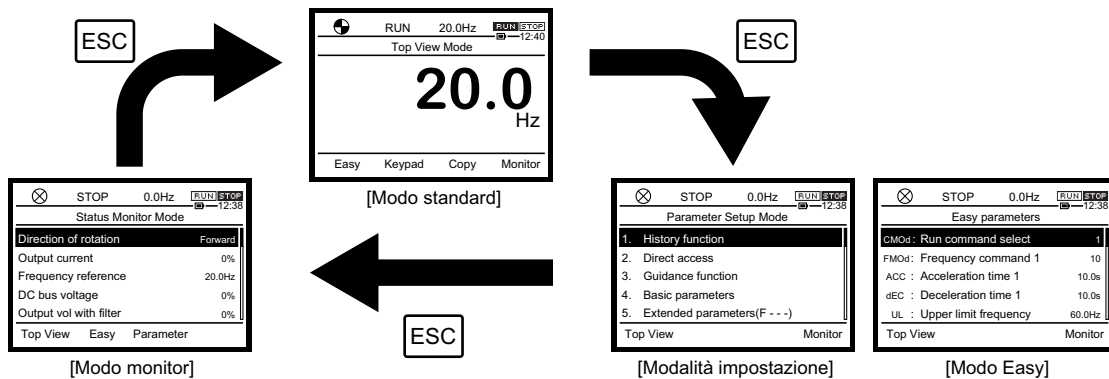 ESC
RUN 20.0Hz RUN STOP
12:40
Top View Mode
20.0
Hz
Easy Keypad Copy Monitor
[Modo standard]
ESC
STOP 0.0Hz RUN STOP
12:38
Status Monitor Mode
Direction of rotation Forward
Output current 0%
Frequency reference 20.0Hz
DC bus voltage 0%
Output vol with filter 0%
Top View Easy Parameter
[Modo monitor]
ESC
STOP 0.0Hz RUN STOP
12:38
Parameter Setup Mode
1. History function
2. Direct access
3. Guidance function
4. Basic parameters
5. Extended parameters(F - - -)
Top View Monitor
[Modalità impostazione]
STOP 0.0Hz RUN STOP
12:38
Easy parameters
CMOd : Run command select 1
FMOd : Frequency command 1 10
ACC : Acceleration time 1 10.0s
dEC : Deceleration time 1 10.0s
UL : Upper limit frequency 60.0Hz
Top View Monitor
[Modo Easy]